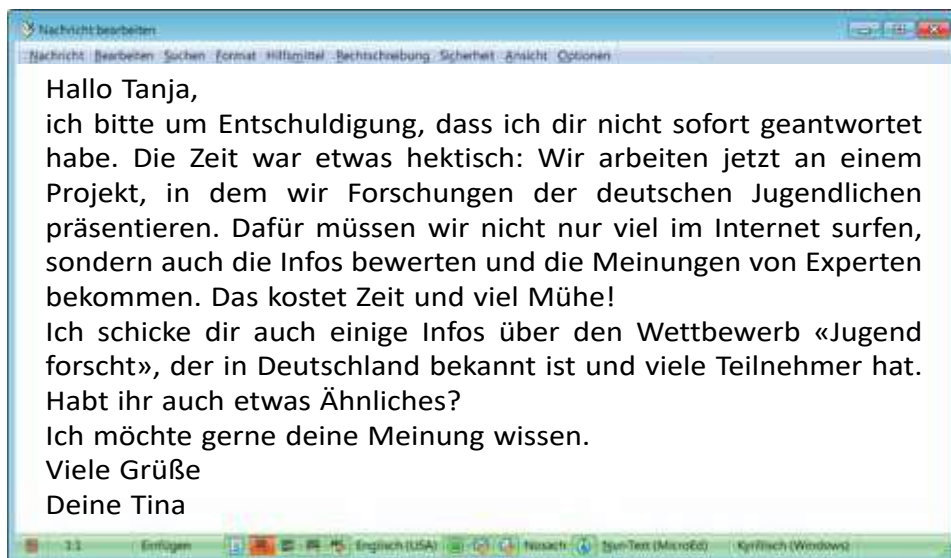 Nachricht bearbeiten
Nachricht Bearbeiten Suchen Format Hilfsmittel Rechtschreibung Sicherheit Ansicht Optionen
Hallo Tanja,
ich bitte um Entschuldigung, dass ich dir nicht sofort geantwortet
habe. Die Zeit war etwas hektisch: Wir arbeiten jetzt an einem
Projekt, in dem wir Forschungen der deutschen Jugendlichen
präsentieren. Dafür müssen wir nicht nur viel im Internet surfen,
sondern auch die Infos bewerten und die Meinungen von Experten
bekommen. Das kostet Zeit und viel Mühe!
Ich schicke dir auch einige Infos über den Wettbewerb «Jugend
forscht», der in Deutschland bekannt ist und viele Teilnehmer hat.
Habt ihr auch etwas Ähnliches?
Ich möchte gerne deine Meinung wissen.
Viele Grüße
Deine Tina
1:1 Einfügen Englisch (USA) Nur-Text (MicroEd) Kyrillisch (Windows)